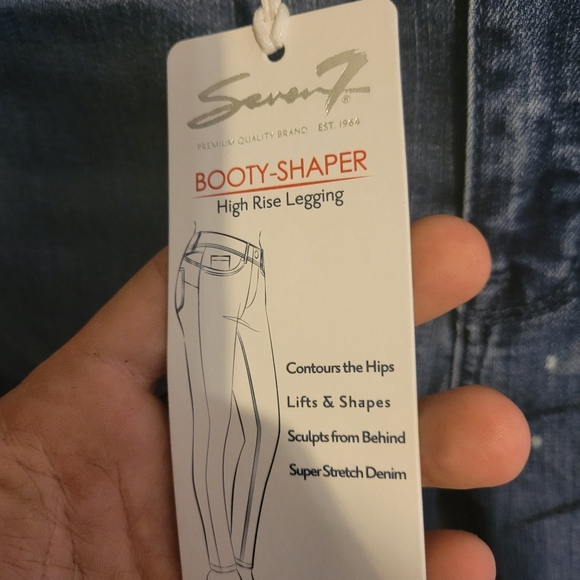 Seven7®
PREMIUM QUALITY BRAND EST. 1964
BOOTY-SHAPER
High Rise Legging
Contours the Hips
Lifts & Shapes
Sculpts from Behind
Super Stretch Denim